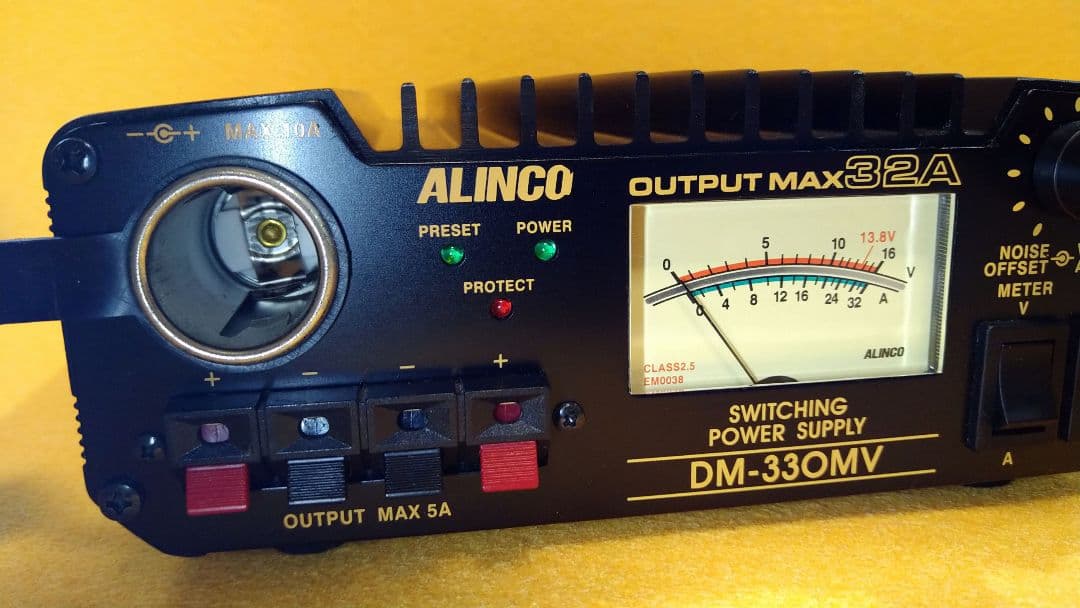 − + MAX 10A
ALINCO
OUTPUT MAX 32A
PRESET POWER
PROTECT
0 5 10 13.8V 16 V
0 4 8 12 16 24 32 A
CLASS2.5
EM0038
ALINCO
NOISE
OFFSET
METER
V
A
+ − − +
OUTPUT MAX 5A
SWITCHING
POWER SUPPLY
DM-330MV